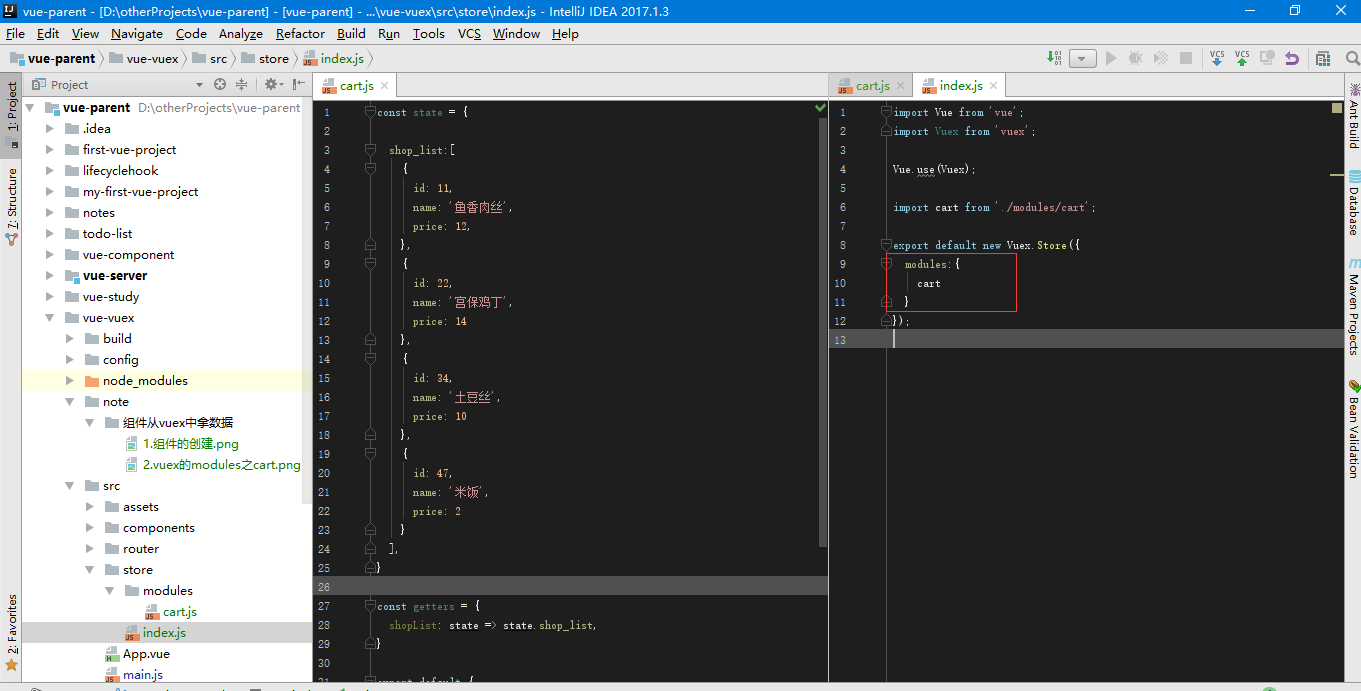 vue-parent - [D:\otherProjects\vue-parent] - [vue-parent] - ...\vue-vuex\src\store\index.js - IntelliJ IDEA 2017.1.3
File Edit View Navigate Code Analyze Refactor Build Run Tools VCS Window Help
vue-parent vue-vuex src store index.js
VCS VCS
1: Project
7: Structure
2: Favorites
Project
vue-parent D:\otherProjects\vue-parent
.idea
first-vue-project
lifecyclehook
my-first-vue-project
notes
todo-list
vue-component
vue-server
vue-study
vue-vuex
build
config
node_modules
note
组件从vuex中拿数据
1.组件的创建.png
2.vuex的modules之cart.png
src
assets
components
router
store
modules
cart.js
index.js
App.vue
main.js
cart.js
1 const state = {
2
3 shop_list:[
4 {
5 id: 11,
6 name: '鱼香肉丝',
7 price: 12,
8 },
9 {
10 id: 22,
11 name: '宫保鸡丁',
12 price: 14
13 },
14 {
15 id: 34,
16 name: '土豆丝',
17 price: 10
18 },
19 {
20 id: 47,
21 name: '米饭',
22 price: 2
23 }
24 ],
25 }
26
27 const getters = {
28 shopList: state => state.shop_list,
29 }
30
31 export default {
cart.js index.js
1 import Vue from 'vue';
2 import Vuex from 'vuex';
3
4 Vue.use(Vuex);
5
6 import cart from './modules/cart';
7
8 export default new Vuex.Store({
9 modules:{
10 cart
11 }
12 });
13
Ant Build
Database
Maven Projects
Bean Validation